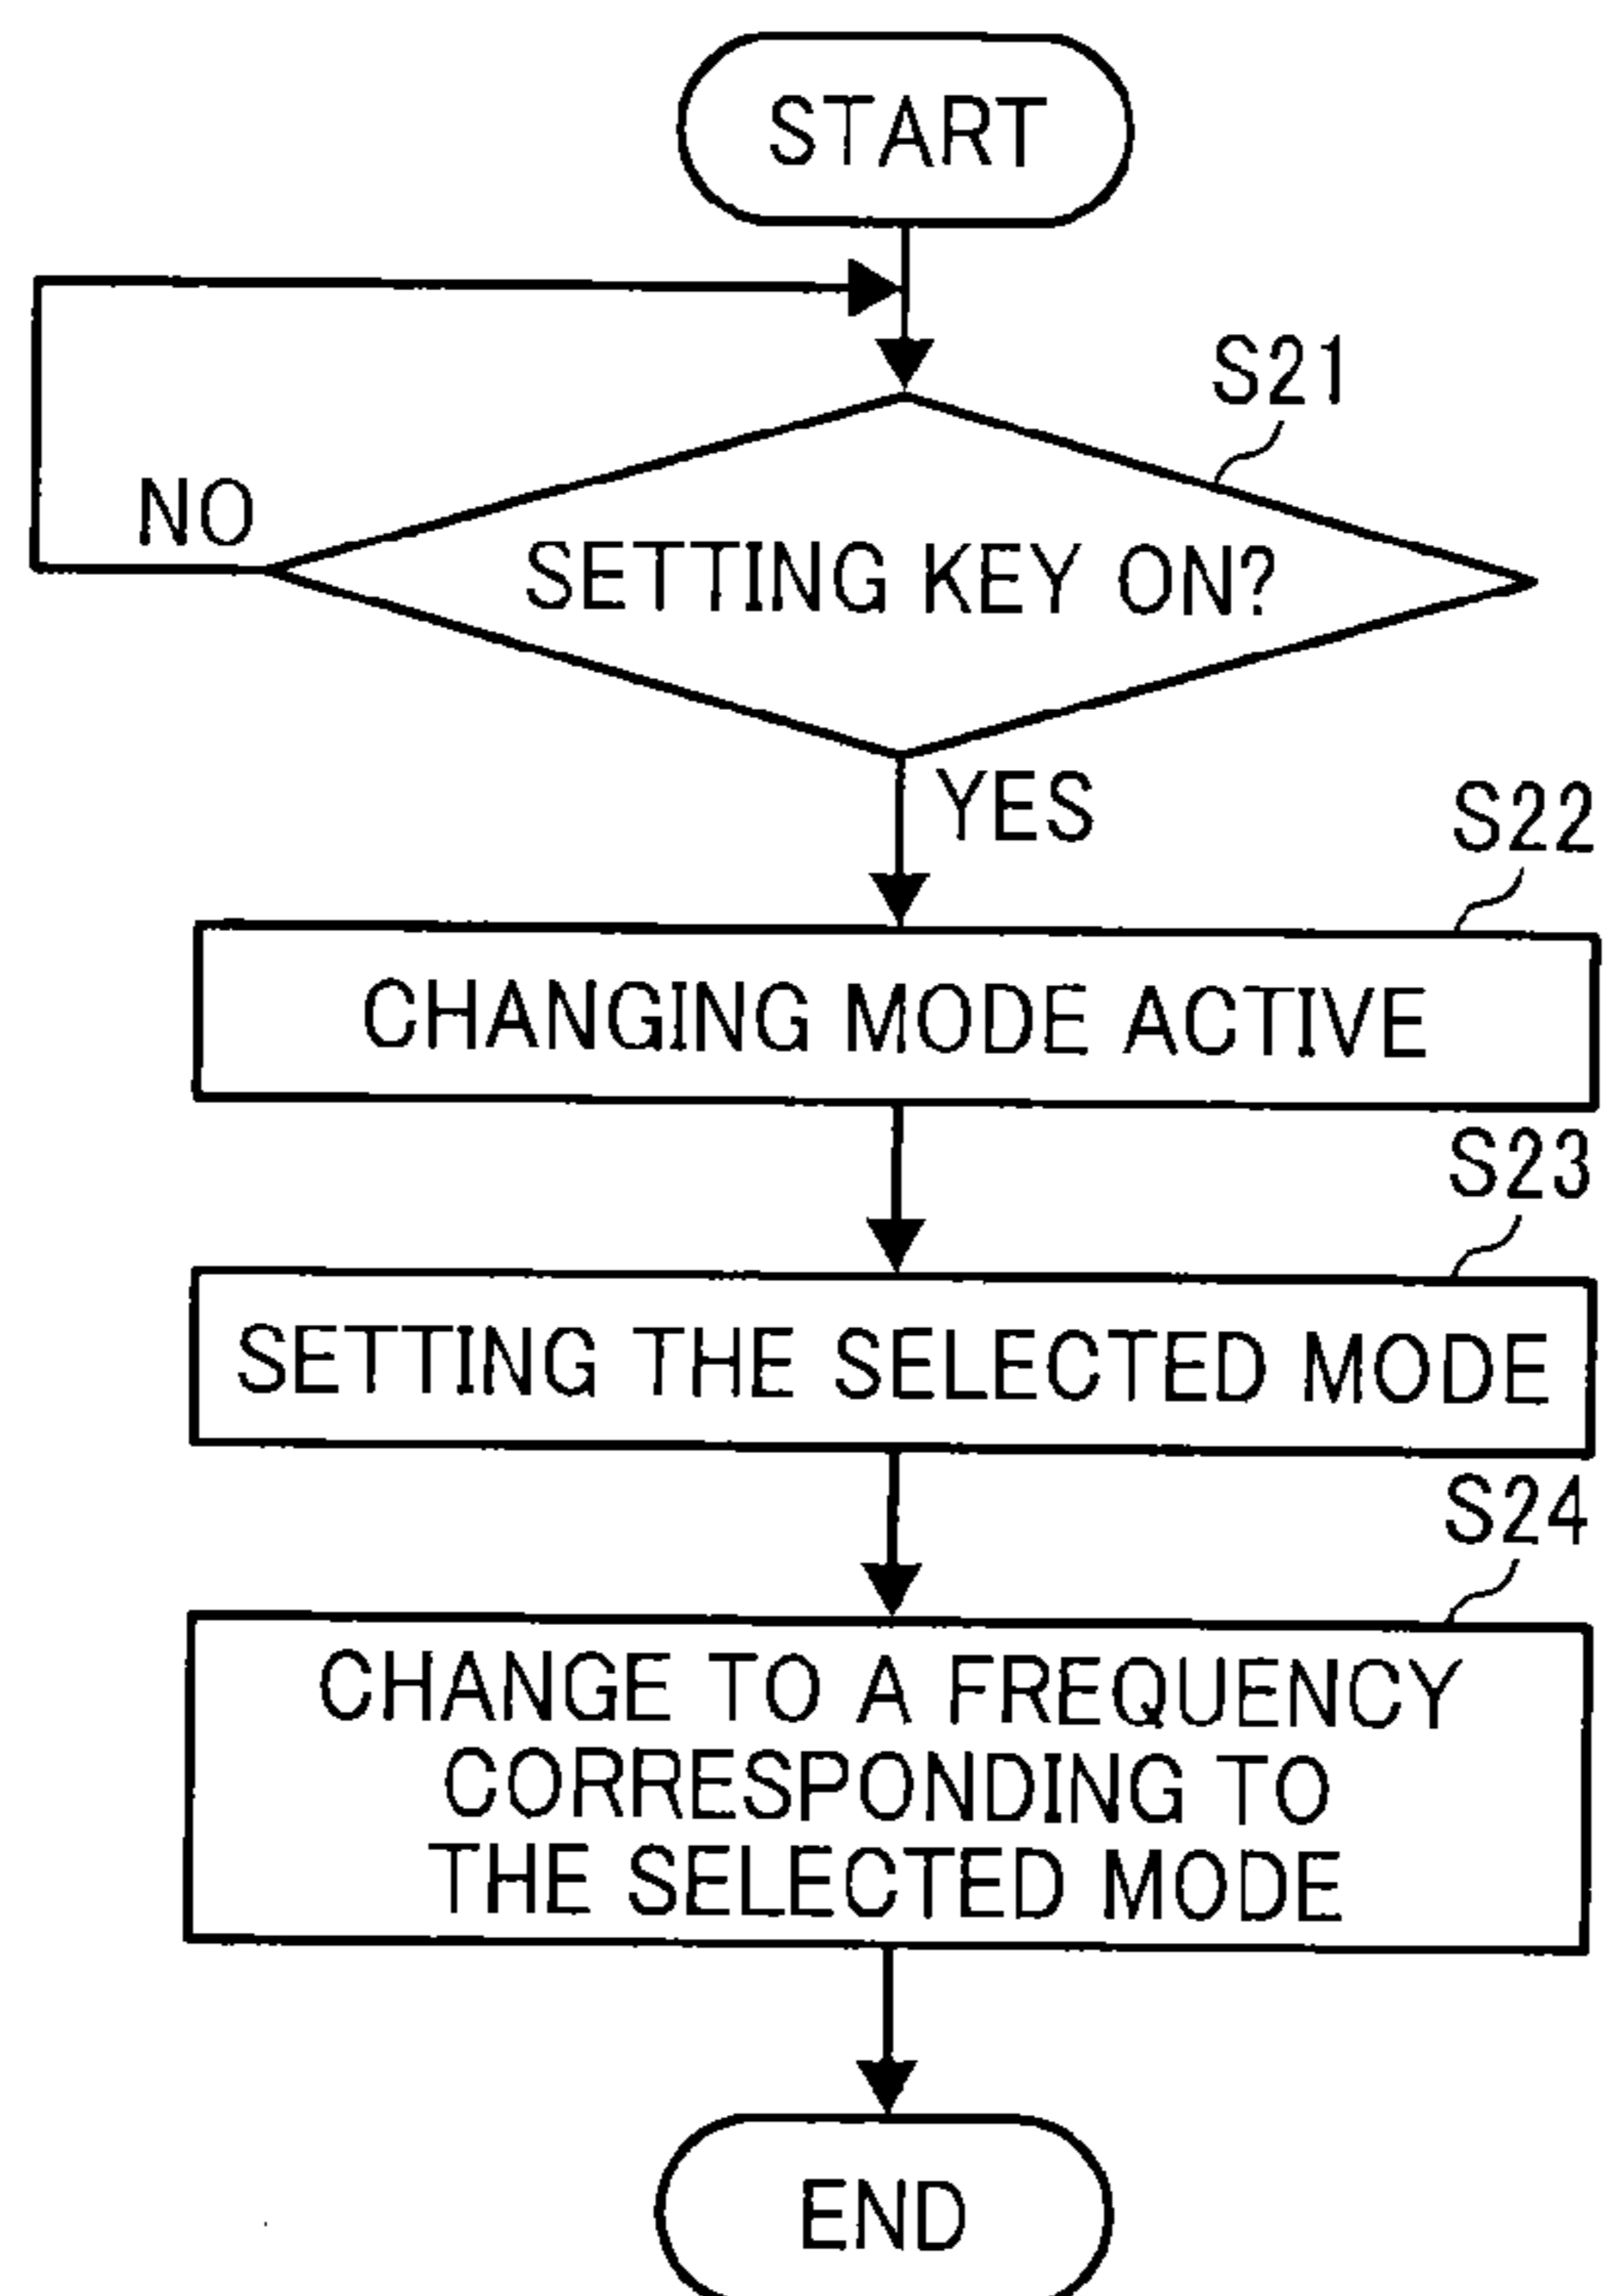 START
S21
NO
SETTING KEY ON?
YES
S22
CHANGING MODE ACTIVE
S23
SETTING THE SELECTED MODE
S24
CHANGE TO A FREQUENCY
CORRESPONDING TO
THE SELECTED MODE
END